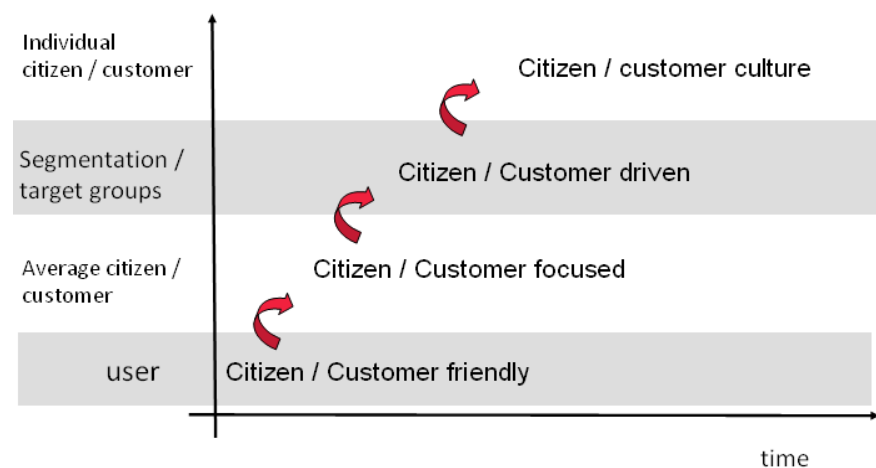 Individual
citizen / customer
Citizen / customer culture
Segmentation /
target groups
Citizen / Customer driven
Average citizen /
customer
Citizen / Customer focused
user
Citizen / Customer friendly
time